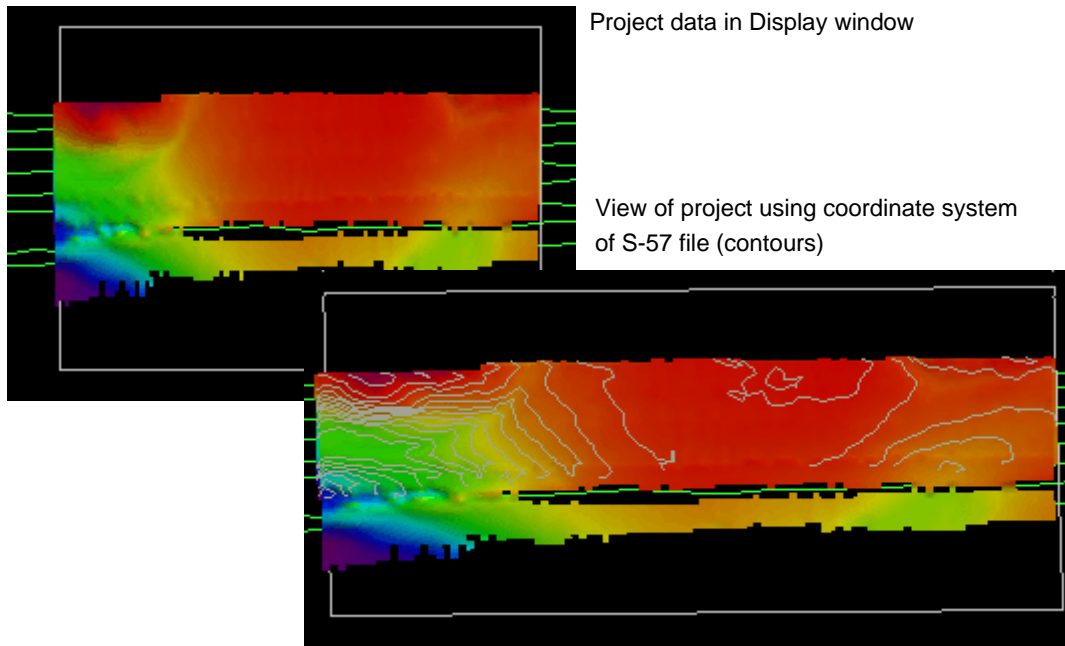 Project data in Display window
View of project using coordinate system
of S-57 file (contours)